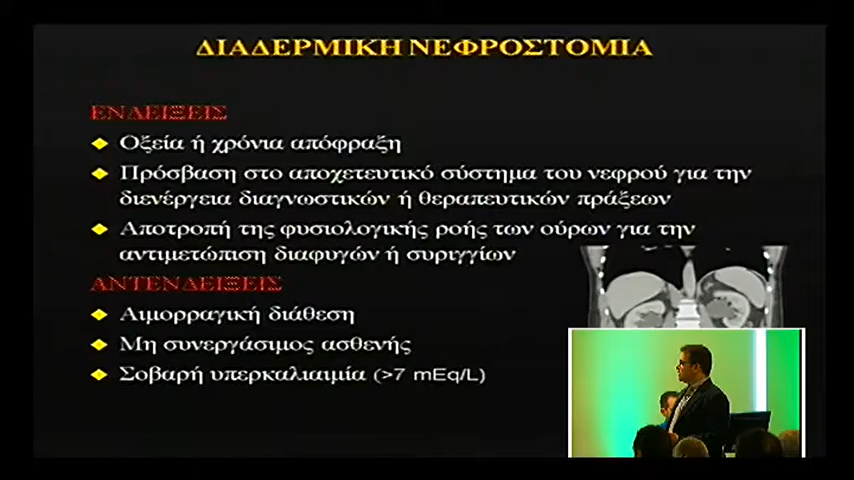 ΔΙΑΔΕΡΜΙΚΗ ΝΕΦΡΟΣΤΟΜΙΑ
ΕΝΔΕΙΞΕΙΣ
Οξεία ή χρόνια απόφραξη
Πρόσβαση στο αποχετευτικό σύστημα του νεφρού για την
διενέργεια διαγνωστικών ή θεραπευτικών πράξεων
Αποτροπή της φυσιολογικής ροής των ούρων για την
αντιμετώπιση διαφυγών ή συριγγίων
ΑΝΤΕΝΔΕΙΞΕΙΣ
Αιμορραγική διάθεση
Μη συνεργάσιμος ασθενής
Σοβαρή υπερκαλιαιμία (>7 mEq/L)